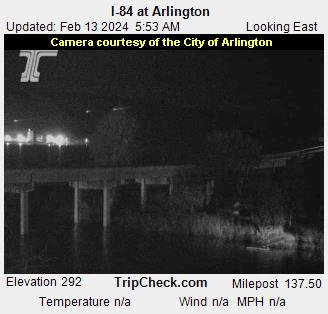 I-84 at Arlington
Updated: Feb 13 2024 5:53 AM Looking East
Camera courtesy of the City of Arlington
Elevation 292 TripCheck.com Milepost 137.50
Temperature n/a Wind n/a MPH n/a